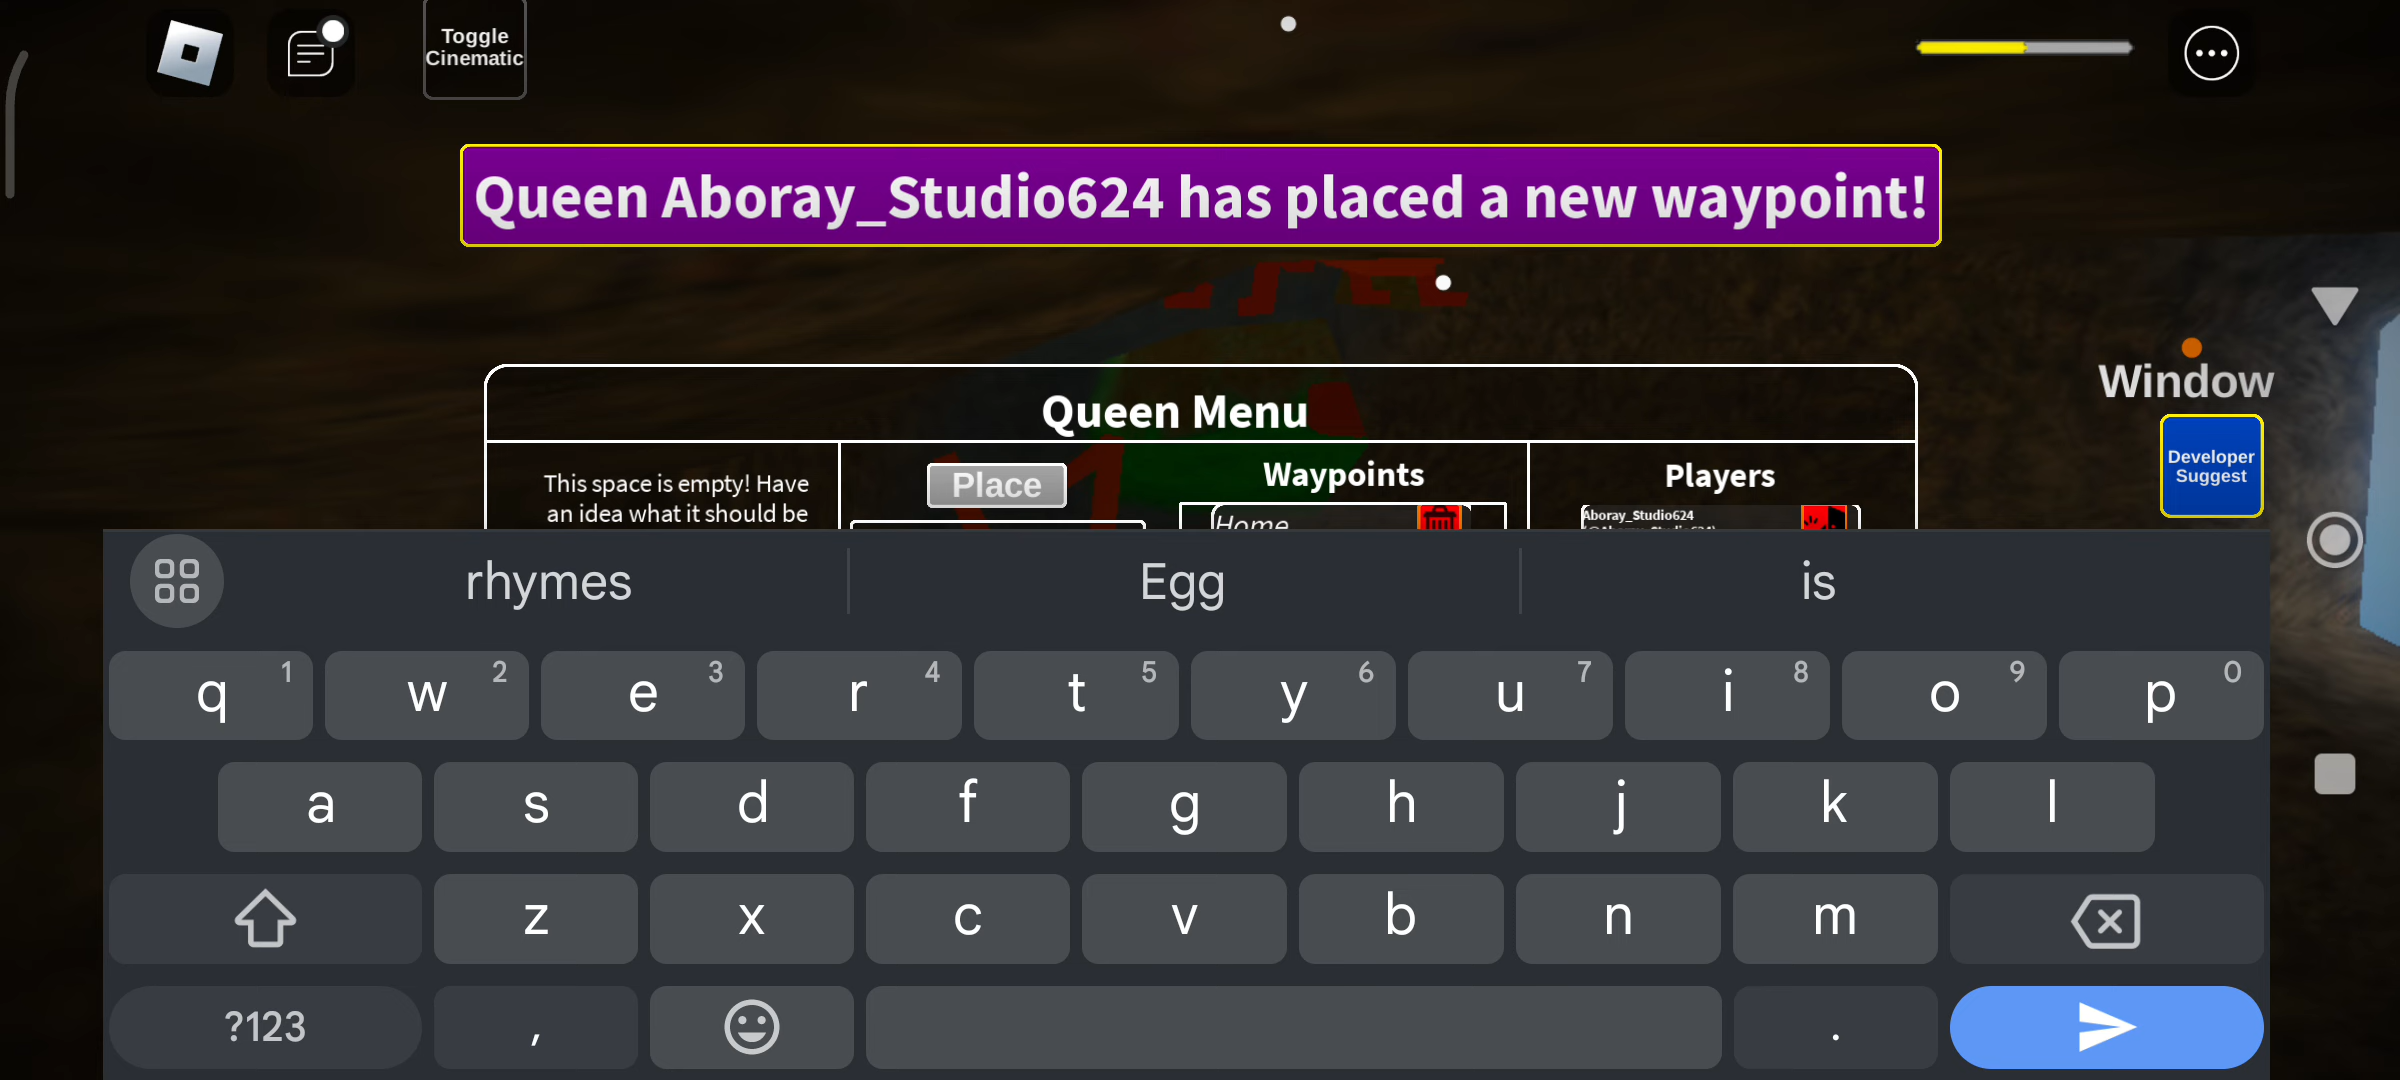 Toggle
Cinematic
Queen Aboray_Studio624 has placed a new waypoint!
Window
Developer
Suggest
Queen Menu
This space is empty! Have
an idea what it should be
Place
Waypoints
Home
Players
Aboray_Studio624
rhymes
Egg
is
q 1 w 2 e 3 r 4 t 5 y 6 u 7 i 8 o 9 p 0
a s d f g h j k l
z x c v b n m
?123 , .